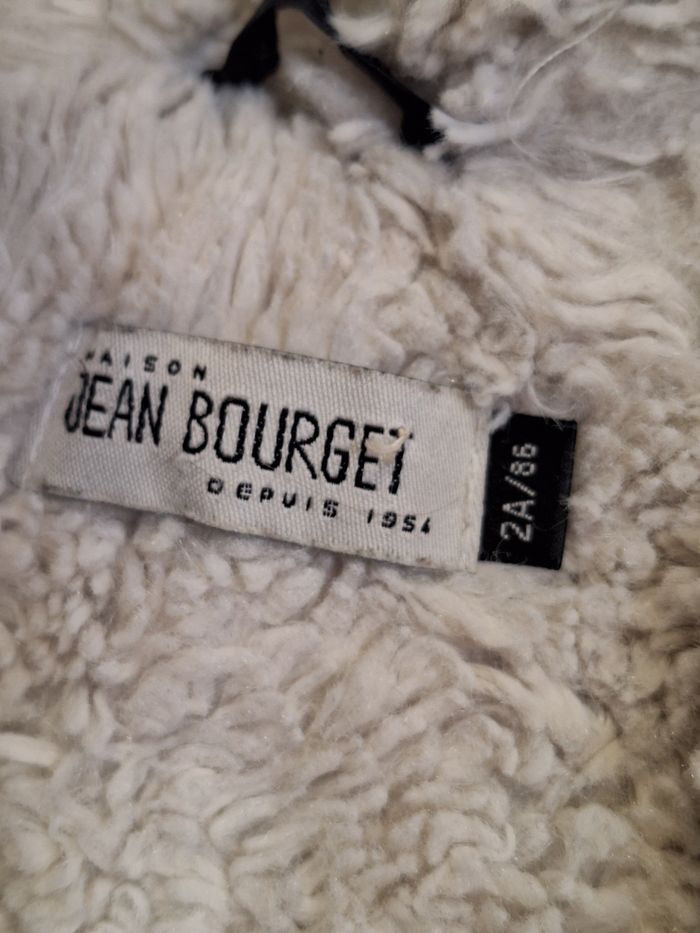 MAISON
JEAN BOURGET
DEPUIS 1954
2A/86